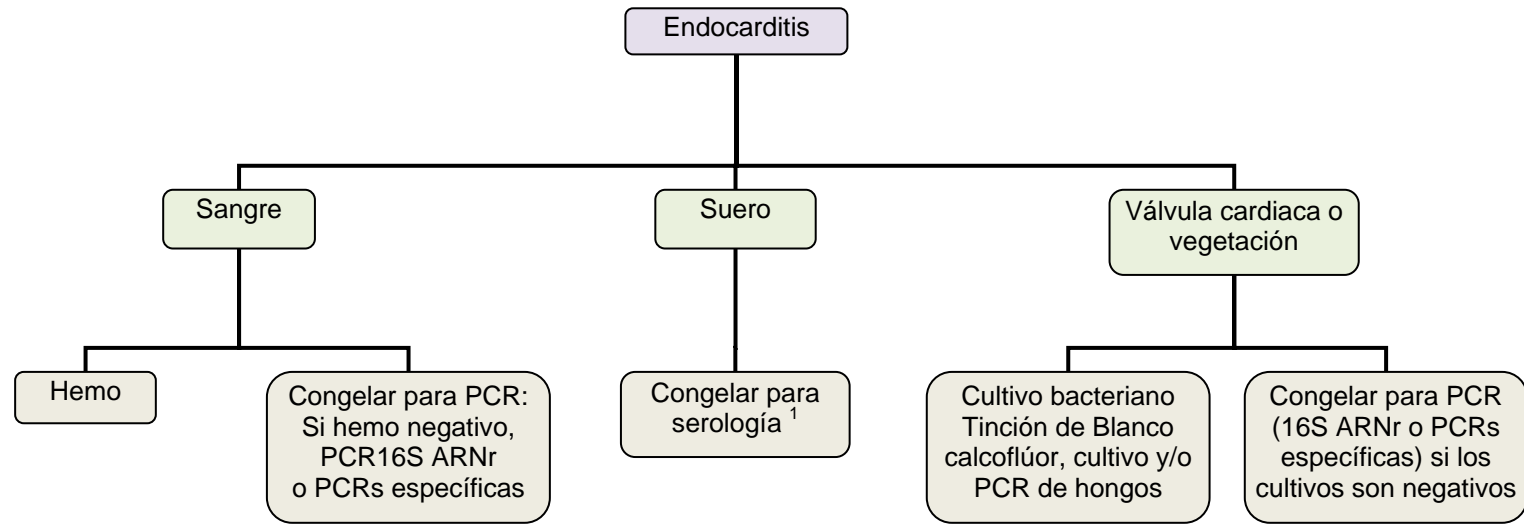 Endocarditis
Sangre
Suero
Válvula cardiaca o
vegetación
Hemo
Congelar para PCR:
Si hemo negativo,
PCR16S ARNr
o PCRs específicas
Congelar para
serología ¹
Cultivo bacteriano
Tinción de Blanco
calcoflúor, cultivo y/o
PCR de hongos
Congelar para PCR
(16S ARNr o PCRs
específicas) si los
cultivos son negativos